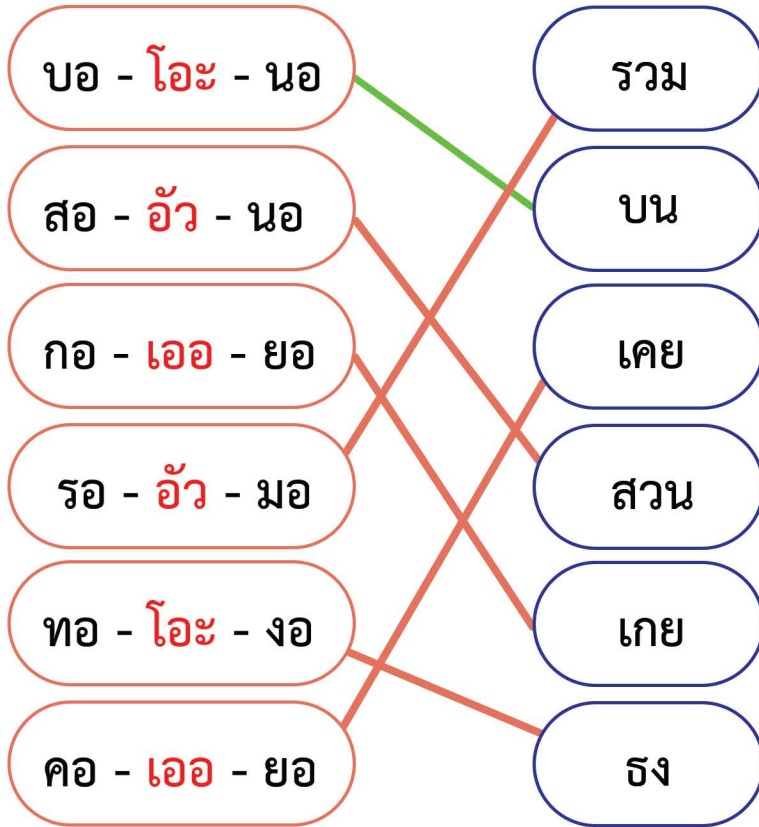 บอ - โอะ - นอ
รวม
สอ - อัว - นอ
บน
กอ - เออ - ยอ
เคย
รอ - อัว - มอ
สวน
ทอ - โอะ - งอ
เกย
คอ - เออ - ยอ
ธง